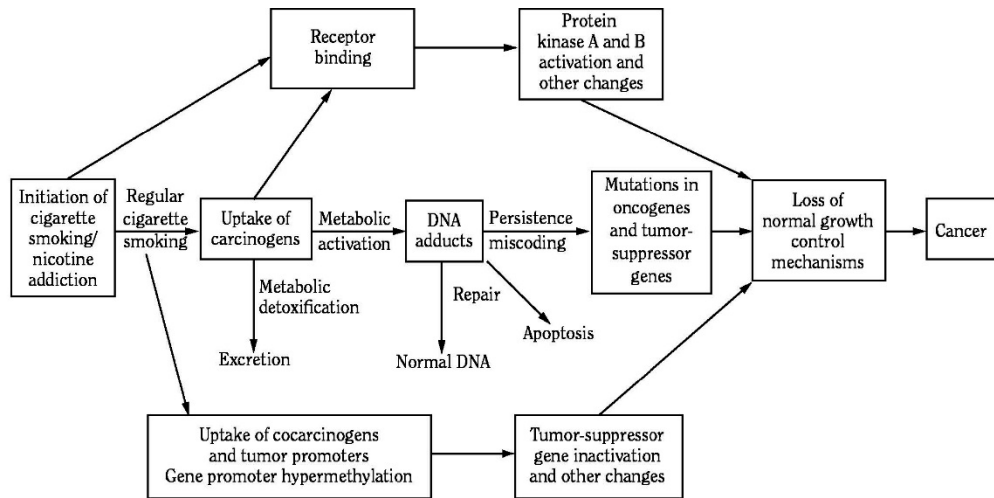 Receptor
binding
Protein
kinase A and B
activation and
other changes
Initiation of
cigarette
smoking/
nicotine
addiction
Regular
cigarette
smoking
Uptake of
carcinogens
Metabolic
activation
DNA
adducts
Persistence
miscoding
Mutations in
oncogenes
and tumor-
suppressor
genes
Loss of
normal growth
control
mechanisms
Cancer
Metabolic
detoxification
Excretion
Repair
Normal DNA
Apoptosis
Uptake of cocarcinogens
and tumor promoters
Gene promoter hypermethylation
Tumor-suppressor
gene inactivation
and other changes